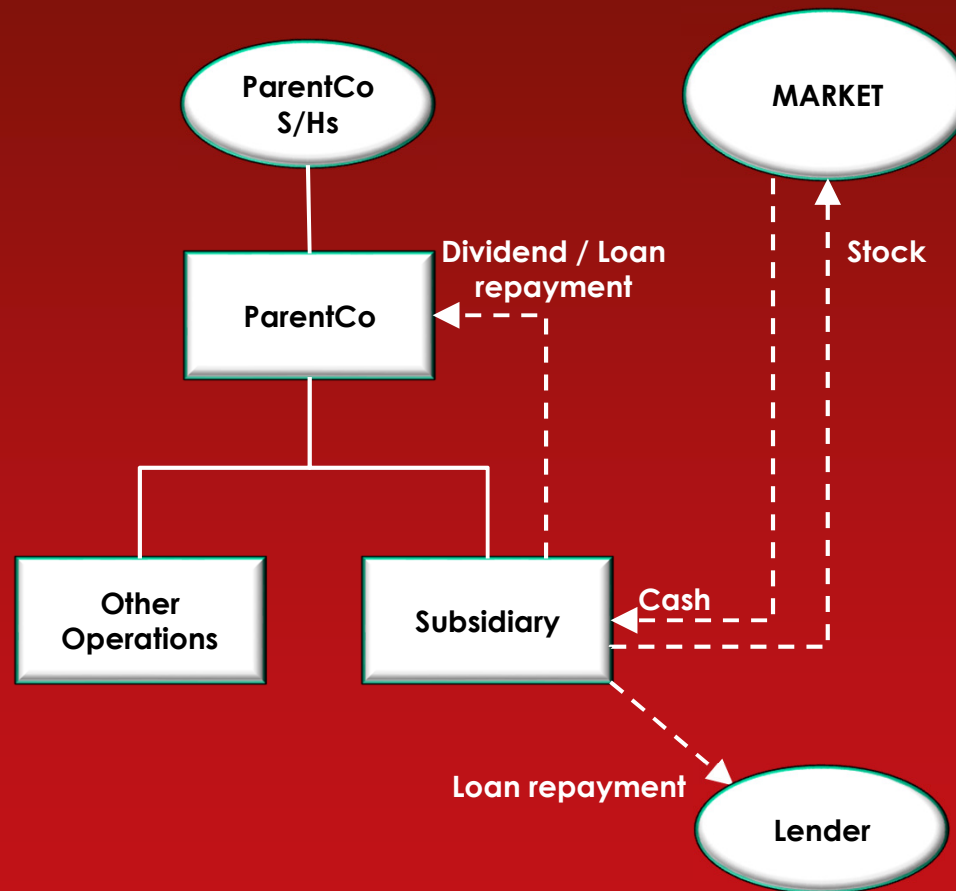 ParentCo
S/Hs
MARKET
Dividend / Loan
repayment
Stock
ParentCo
Other
Operations
Subsidiary
Cash
Loan repayment
Lender